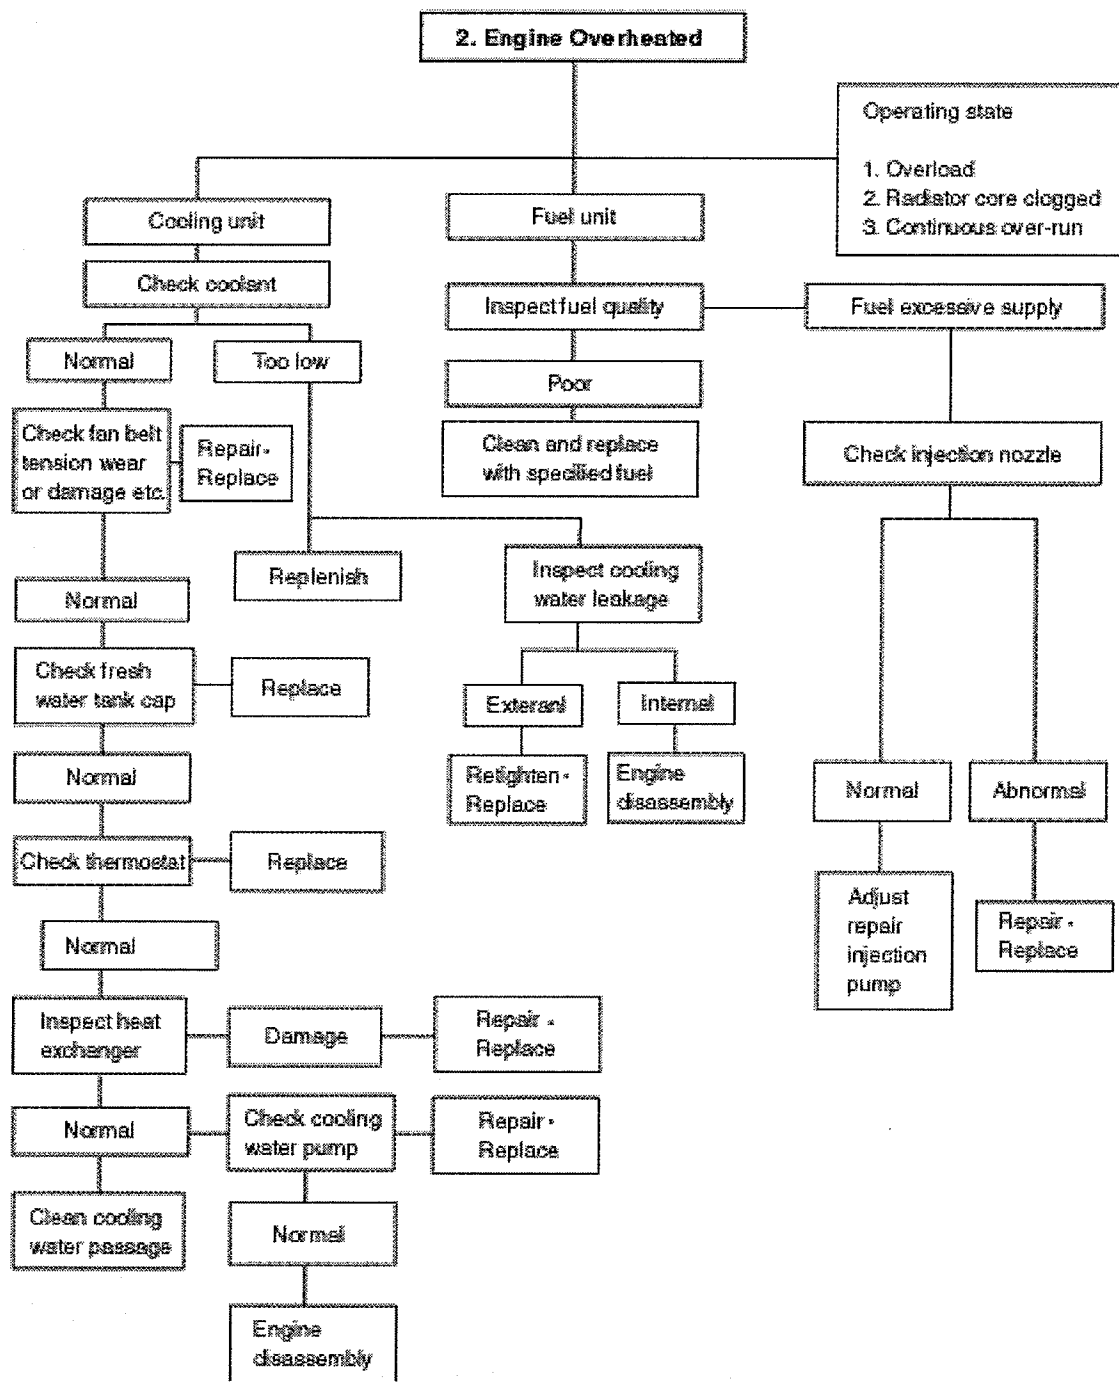 2. Engine Overheated
Operating state
1. Overload
2. Radiator core clogged
3. Continuous over-run
Cooling unit
Fuel unit
Check coolant
Inspect fuel quality
Fuel excessive supply
Normal
Too low
Poor
Check fan belt
tension wear
or damage etc.
Repair·
Replace
Clean and replace
with specified fuel
Check injection nozzle
Normal
Replenish
Inspect cooling
water leakage
Check fresh
water tank cap
Replace
Exteranl
Internal
Normal
Retighten·
Replace
Engine
disassembly
Normal
Abnormal
Check thermostat
Replace
Adjust
repair
injection
pump
Repair·
Replace
Normal
Inspect heat
exchanger
Damage
Repair·
Replace
Normal
Check cooling
water pump
Repair·
Replace
Clean cooling
water passage
Normal
Engine
disassembly